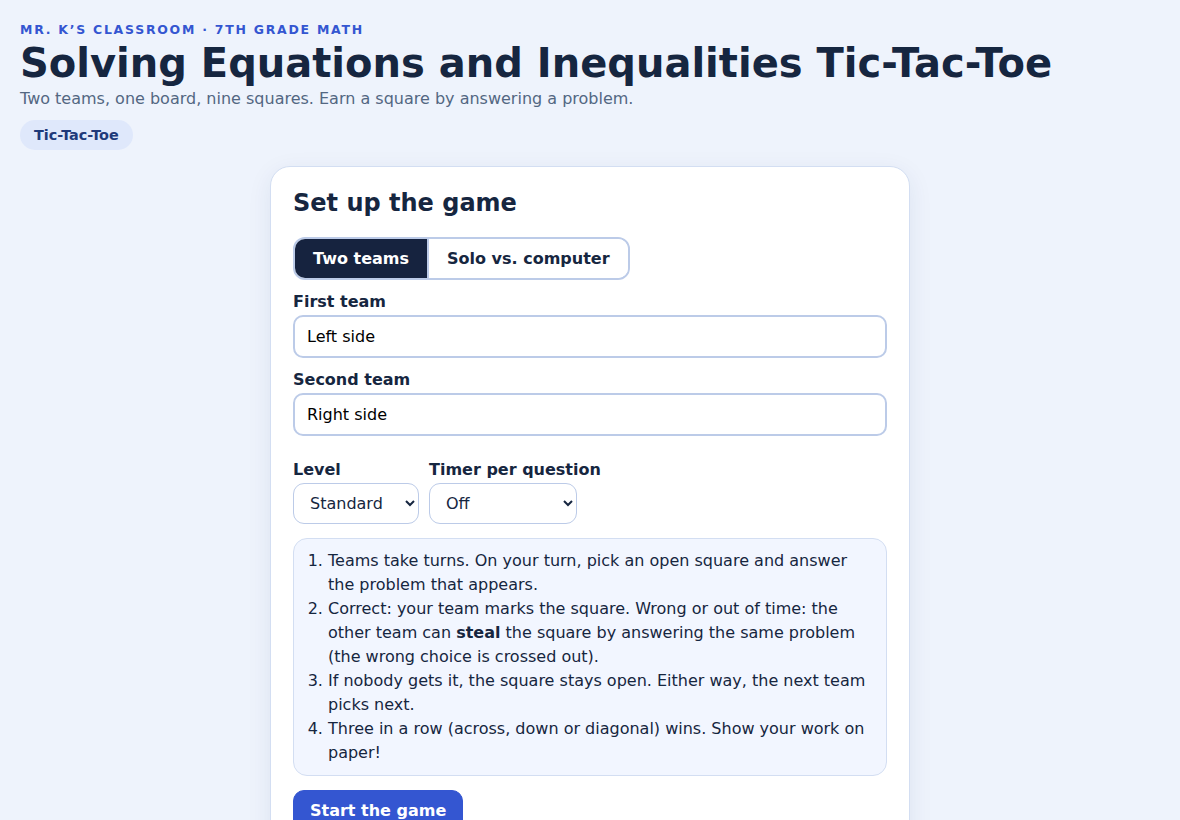 MR. K’S CLASSROOM · 7TH GRADE MATH
Solving Equations and Inequalities Tic-Tac-Toe
Two teams, one board, nine squares. Earn a square by answering a problem.
Tic-Tac-Toe
Set up the game
Two teams
Solo vs. computer
First team
Left side
Second team
Right side
Level
Timer per question
Standard
Off
1. Teams take turns. On your turn, pick an open square and answer
the problem that appears.
2. Correct: your team marks the square. Wrong or out of time: the
other team can steal the square by answering the same problem
(the wrong choice is crossed out).
3. If nobody gets it, the square stays open. Either way, the next team
picks next.
4. Three in a row (across, down or diagonal) wins. Show your work on
paper!
Start the game